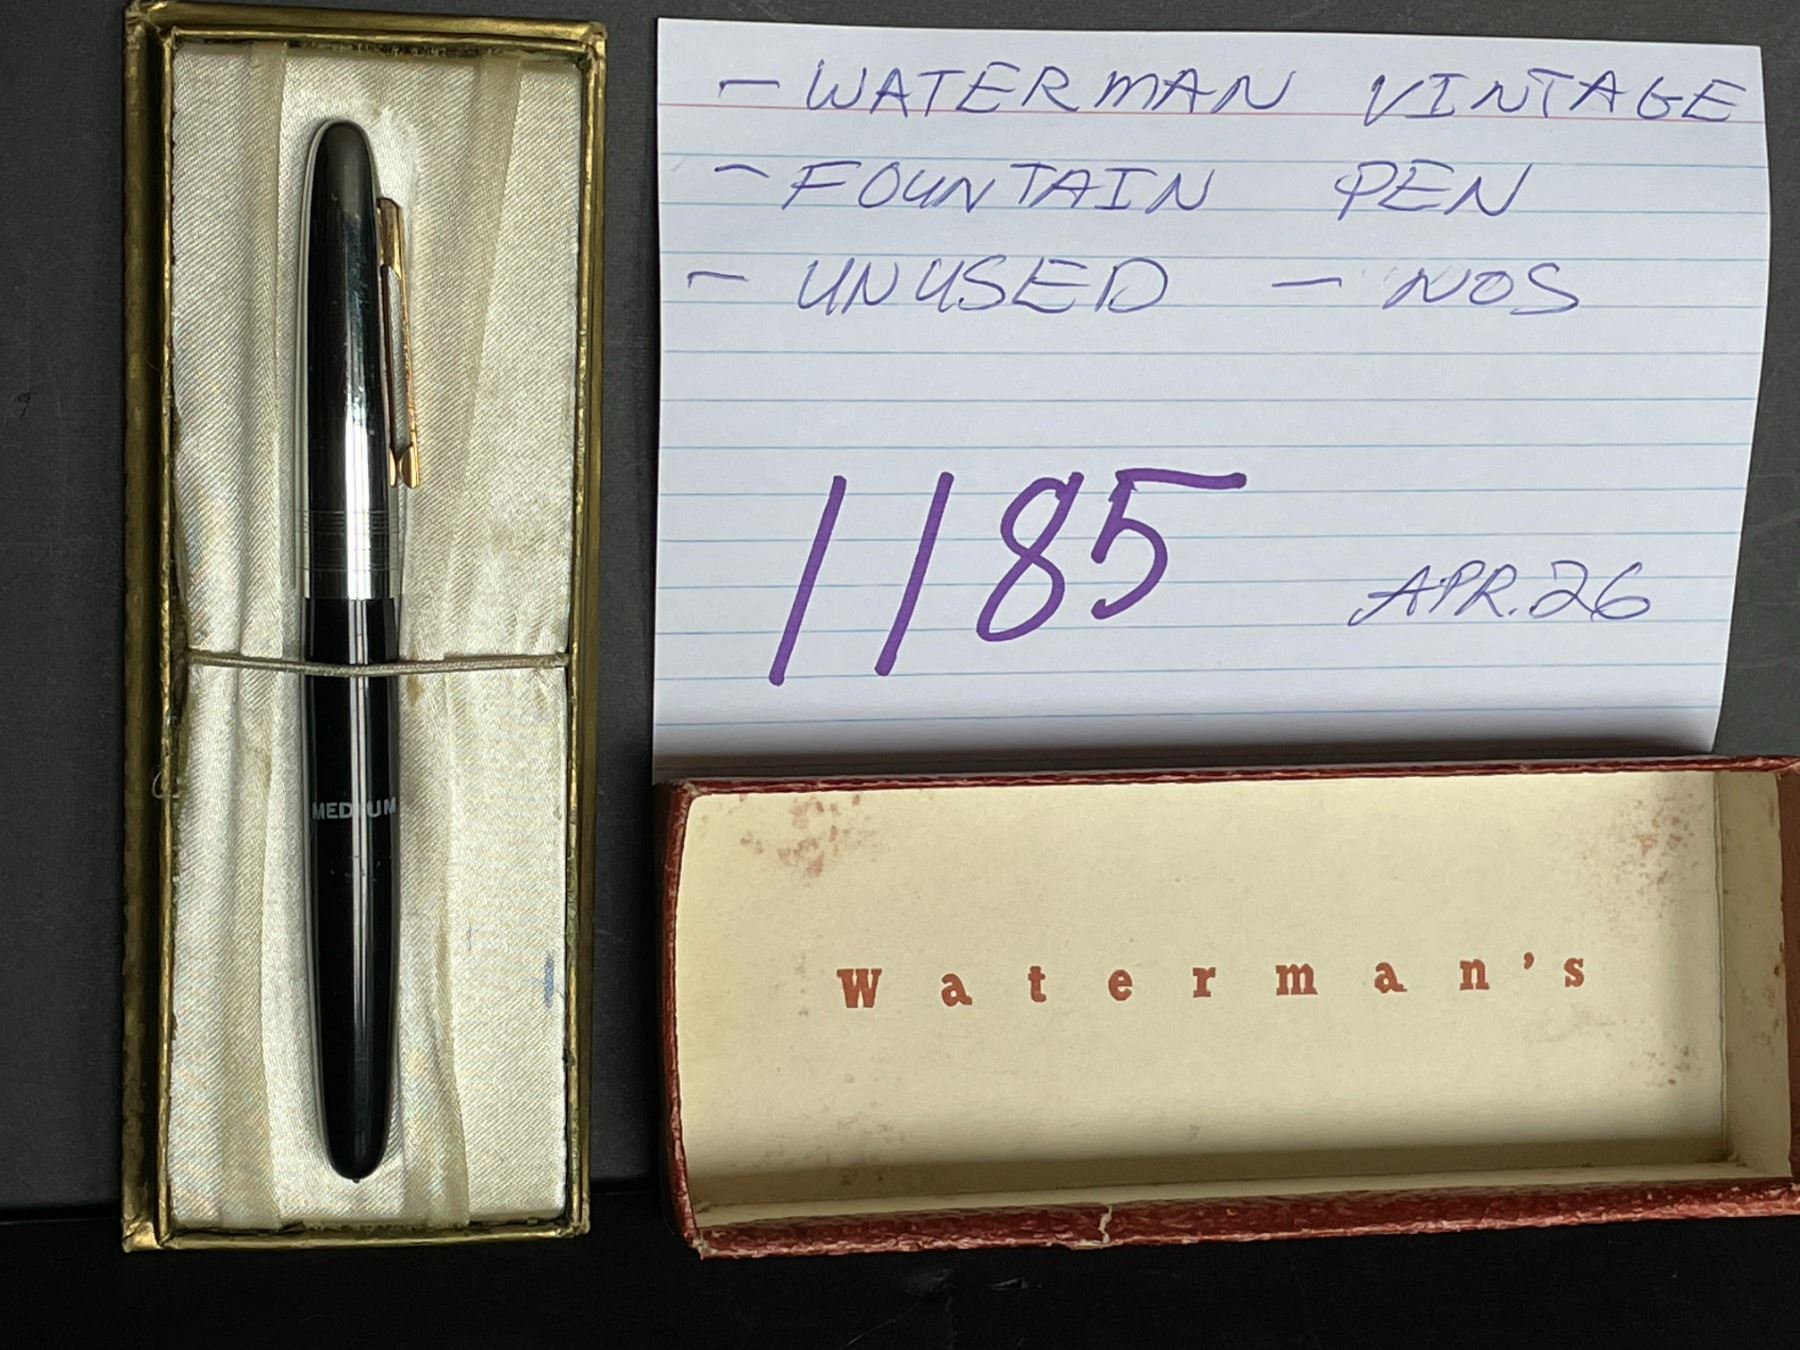 - WATERMAN VINTAGE
- FOUNTAIN PEN
- UNUSED - NOS
1185
APR.26
MEDIUM
Waterman's